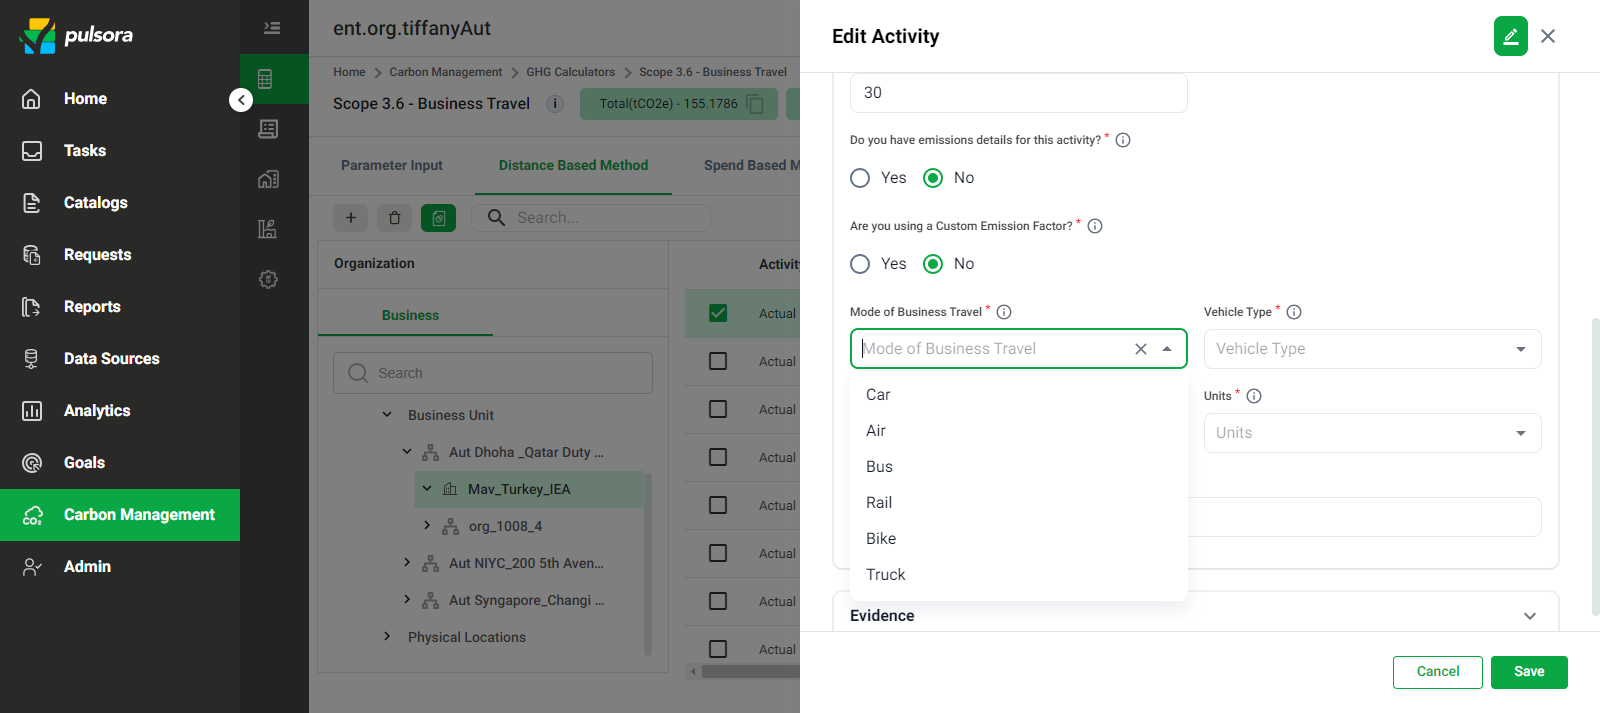 pulsora
Home
Tasks
Catalogs
Requests
Reports
Data Sources
Analytics
Goals
Carbon Management
Admin
ent.org.tiffanyAut
Home > Carbon Management > GHG Calculators > Scope 3.6 - Business Travel
Scope 3.6 - Business Travel
Total(tCO2e) - 155.1786
Parameter Input
Distance Based Method
Spend Based M
Search...
Organization
Business
Search
Business Unit
Aut Dhoha _Qatar Duty ...
Mav_Turkey_IEA
org_1008_4
Aut NIYC_200 5th Aven...
Aut Syngapore_Changi ...
Physical Locations
Activity
Actual
Actual
Actual
Actual
Actual
Actual
Actual
Actual
Edit Activity
30
Do you have emissions details for this activity? *
Yes
No
Are you using a Custom Emission Factor? *
Yes
No
Mode of Business Travel *
Mode of Business Travel
Car
Air
Bus
Rail
Bike
Truck
Vehicle Type *
Vehicle Type
Units *
Units
Evidence
Cancel
Save